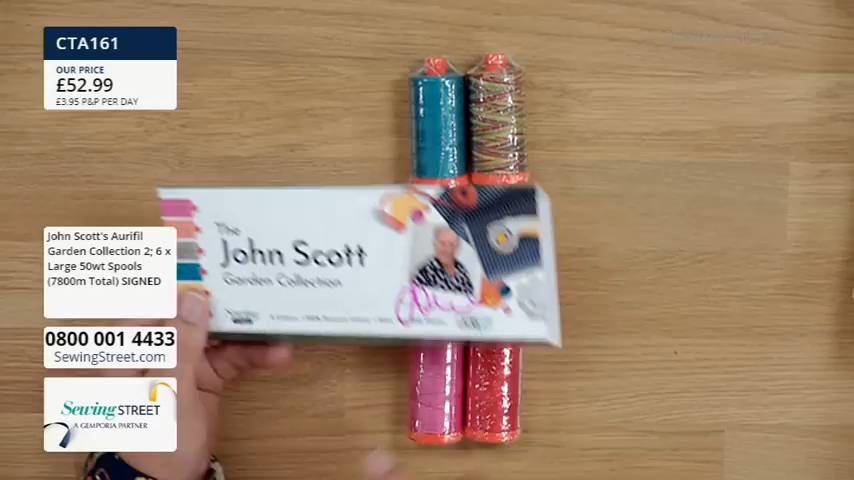 CTA161
OUR PRICE
£52.99
£3.95 P&P PER DAY
The
John Scott
Garden Collection
John Scott's Aurifil
Garden Collection 2; 6 x
Large 50wt Spools
(7800m Total) SIGNED
0800 001 4433
SewingStreet.com
Sewing STREET
A GEMPORIA PARTNER